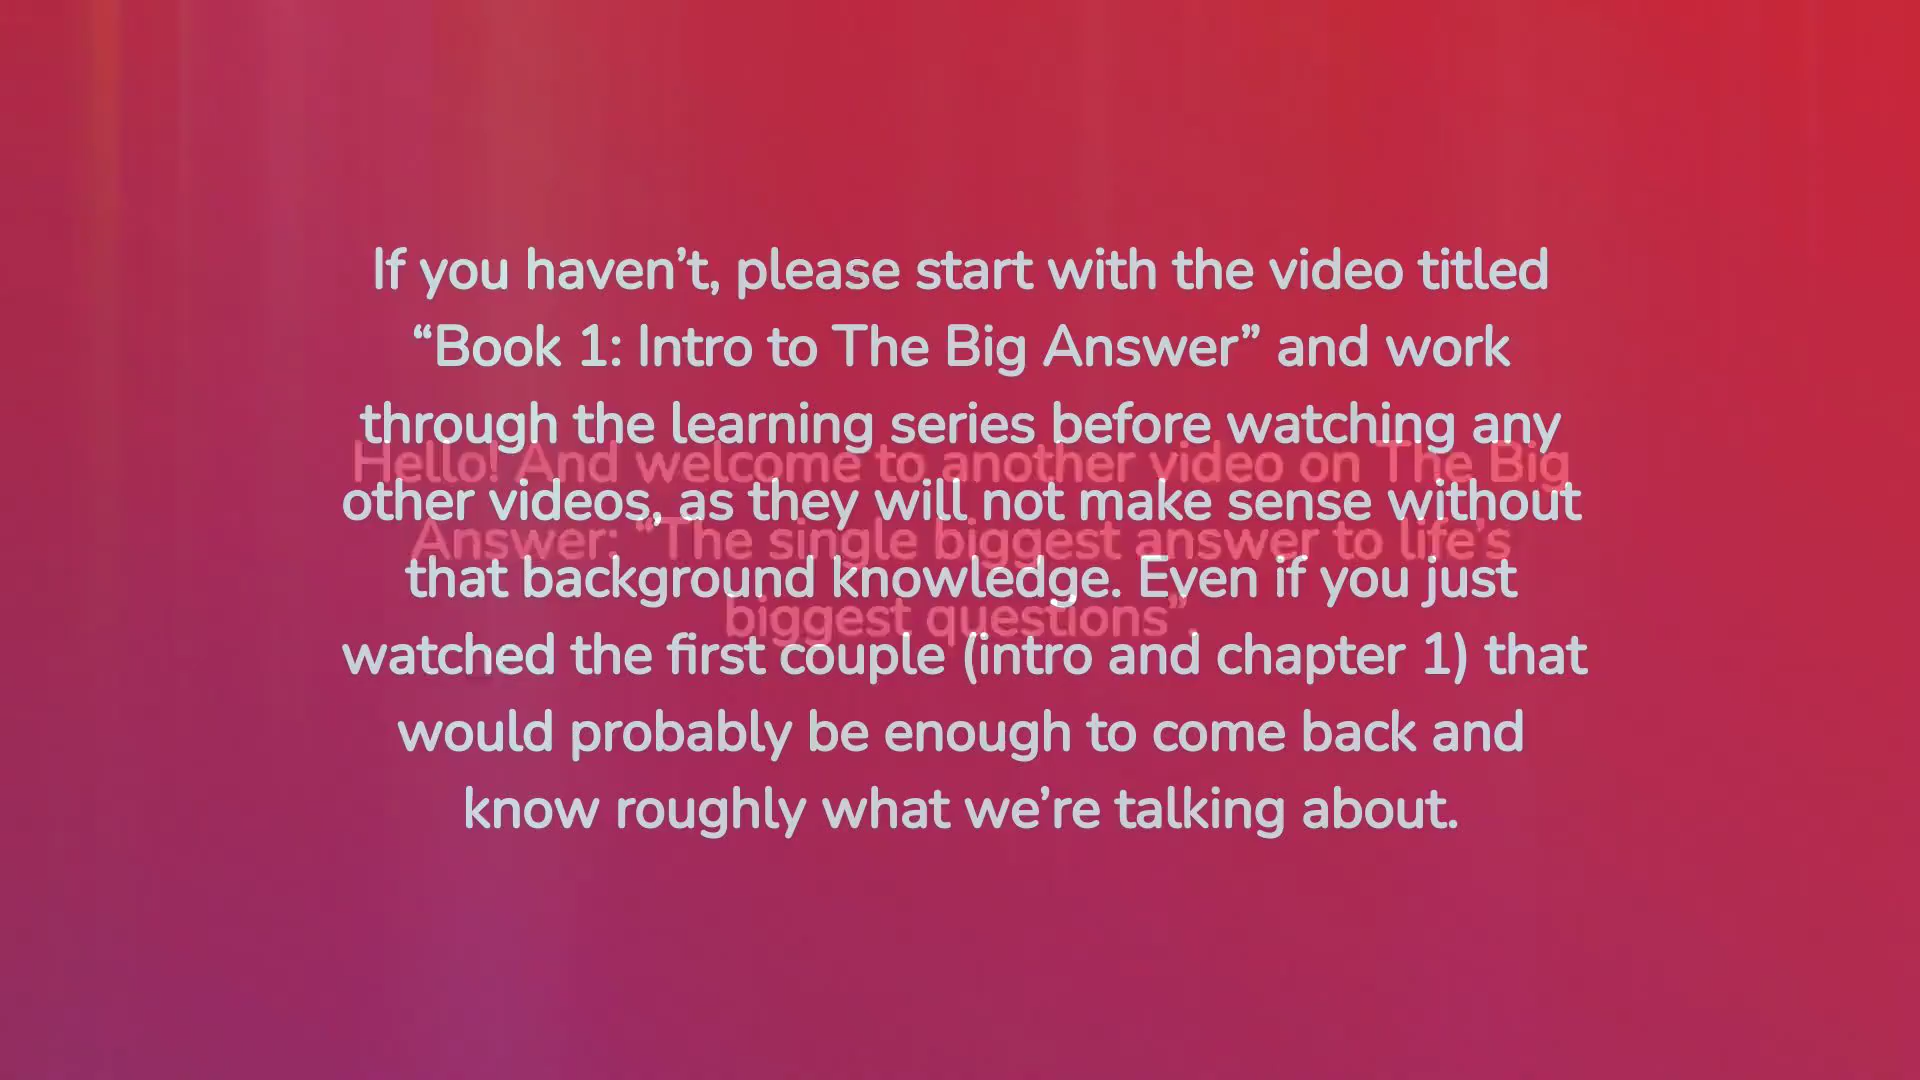 If you haven’t, please start with the video titled
“Book 1: Intro to The Big Answer” and work
through the learning series before watching any
other videos, as they will not make sense without
that background knowledge. Even if you just
watched the first couple (intro and chapter 1) that
would probably be enough to come back and
know roughly what we’re talking about.
Hello! And welcome to another video on The Big
Answer: “The single biggest answer to life’s
biggest questions”.